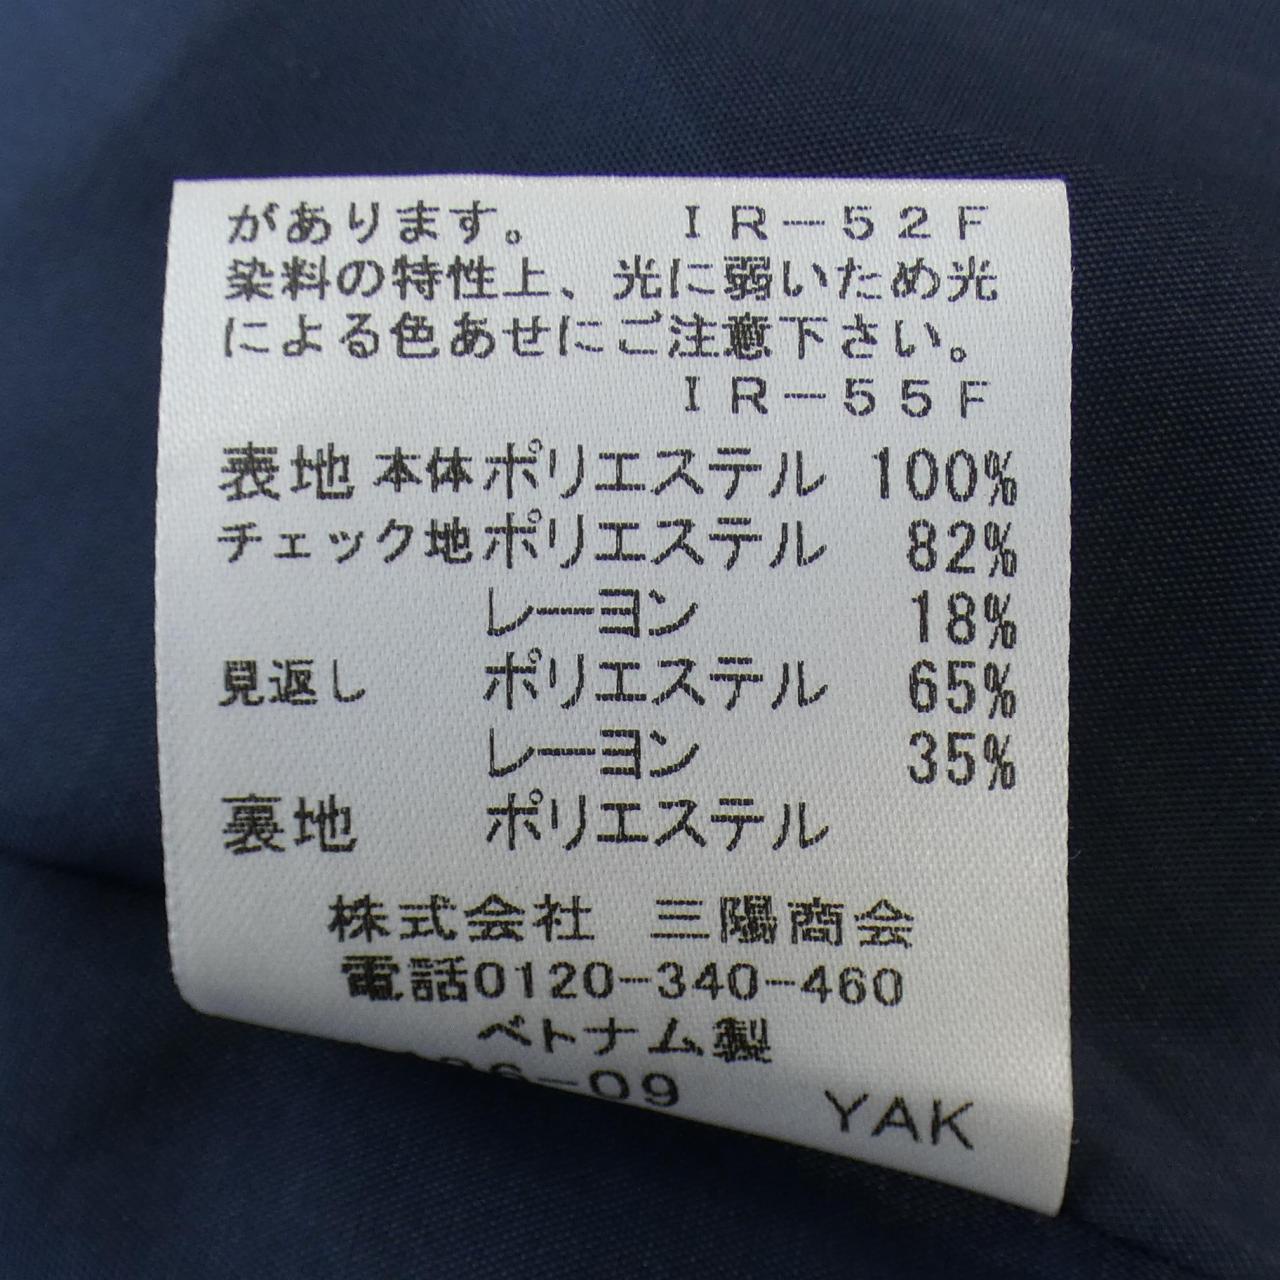 があります。 IR-52F
染料の特性上、光に弱いため光
による色あせにご注意下さい。
IR-55F
表地 本体 ポリエステル 100%
チェック地 ポリエステル 82%
レーヨン 18%
見返し ポリエステル 65%
レーヨン 35%
裏地 ポリエステル
株式会社 三陽商会
電話0120-340-460
ベトナム製
-09 YAK